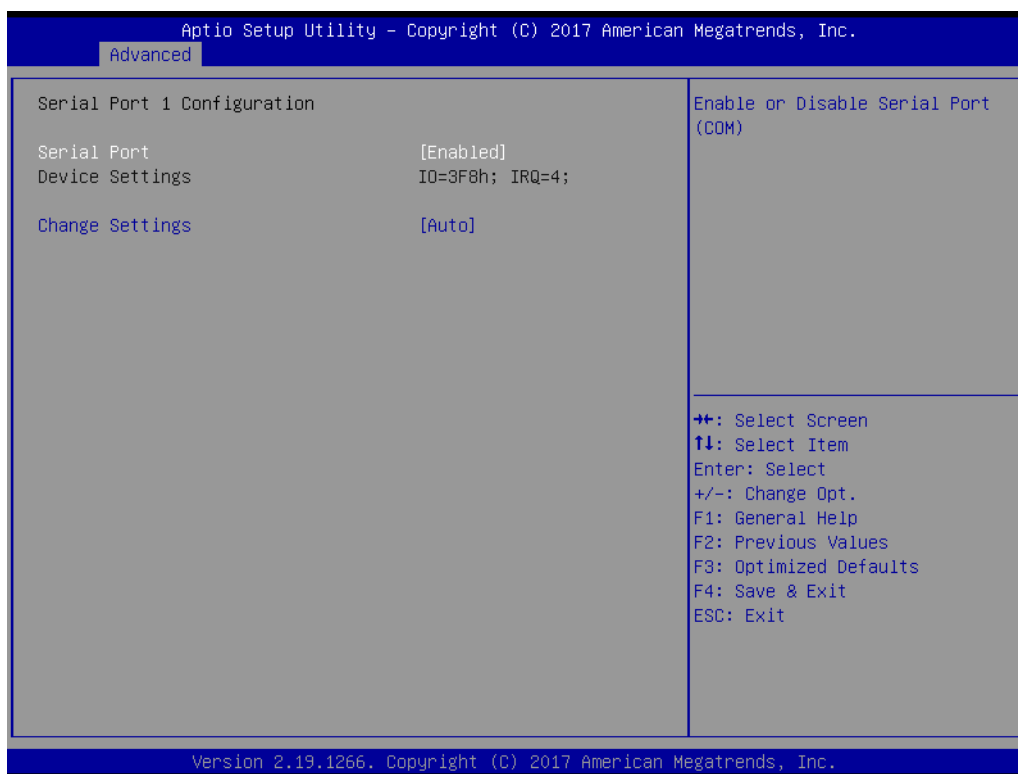 Aptio Setup Utility – Copyright (C) 2017 American Megatrends, Inc.
Advanced
Serial Port 1 Configuration
Serial Port [Enabled]
Device Settings IO=3F8h; IRQ=4;
Change Settings [Auto]
Enable or Disable Serial Port
(COM)
→←: Select Screen
↑↓: Select Item
Enter: Select
+/-: Change Opt.
F1: General Help
F2: Previous Values
F3: Optimized Defaults
F4: Save & Exit
ESC: Exit
Version 2.19.1266. Copyright (C) 2017 American Megatrends, Inc.